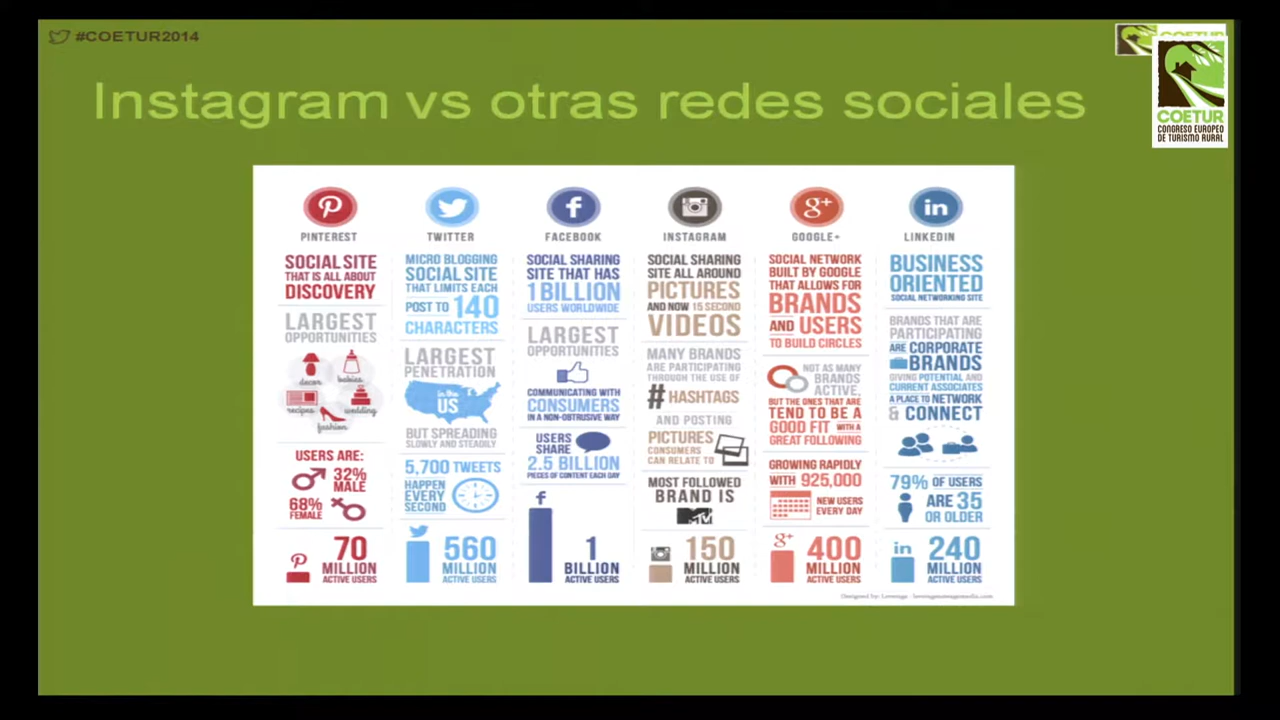 #COETUR2014
Instagram vs otras redes sociales
COETUR
CONGRESO EUROPEO
DE TURISMO RURAL
PINTEREST
SOCIAL SITE
THAT IS ALL ABOUT
DISCOVERY
LARGEST
OPPORTUNITIES
decor
babies
recipes
wedding
fashion
USERS ARE:
32%
MALE
68%
FEMALE
70
MILLION
ACTIVE USERS
TWITTER
MICRO BLOGGING
SOCIAL SITE
THAT LIMITS EACH
POST TO 140
CHARACTERS
LARGEST
PENETRATION
in the
US
BUT SPREADING
SLOWLY AND STEADILY
5,700 TWEETS
HAPPEN
EVERY
SECOND
560
MILLION
ACTIVE USERS
FACEBOOK
SOCIAL SHARING
SITE THAT HAS
1 BILLION
USERS WORLDWIDE
LARGEST
OPPORTUNITIES
COMMUNICATING WITH
CONSUMERS
IN A NON-OBTRUSIVE WAY
USERS
SHARE
2.5 BILLION
PIECES OF CONTENT EACH DAY
1
BILLION
ACTIVE USERS
INSTAGRAM
SOCIAL SHARING
SITE ALL AROUND
PICTURES
AND NOW 15 SECOND
VIDEOS
MANY BRANDS
ARE PARTICIPATING
THROUGH THE USE OF
# HASHTAGS
AND POSTING
PICTURES
CONSUMERS
CAN RELATE TO
MOST FOLLOWED
BRAND IS
MTV
150
MILLION
ACTIVE USERS
GOOGLE+
SOCIAL NETWORK
BUILT BY GOOGLE
THAT ALLOWS FOR
BRANDS
AND USERS
TO BUILD CIRCLES
NOT AS MANY
BRANDS
ACTIVE,
BUT THE ONES THAT ARE
TEND TO BE A
GOOD FIT WITH A
GREAT FOLLOWING
GROWING RAPIDLY
WITH 925,000
NEW USERS
EVERY DAY
400
MILLION
ACTIVE USERS
LINKEDIN
BUSINESS
ORIENTED
SOCIAL NETWORKING SITE
BRANDS THAT ARE
PARTICIPATING
ARE CORPORATE
BRANDS
GIVING POTENTIAL AND
CURRENT ASSOCIATES
A PLACE TO NETWORK
& CONNECT
79% OF USERS
ARE 35
OR OLDER
240
MILLION
ACTIVE USERS
Designed by: Leverage -